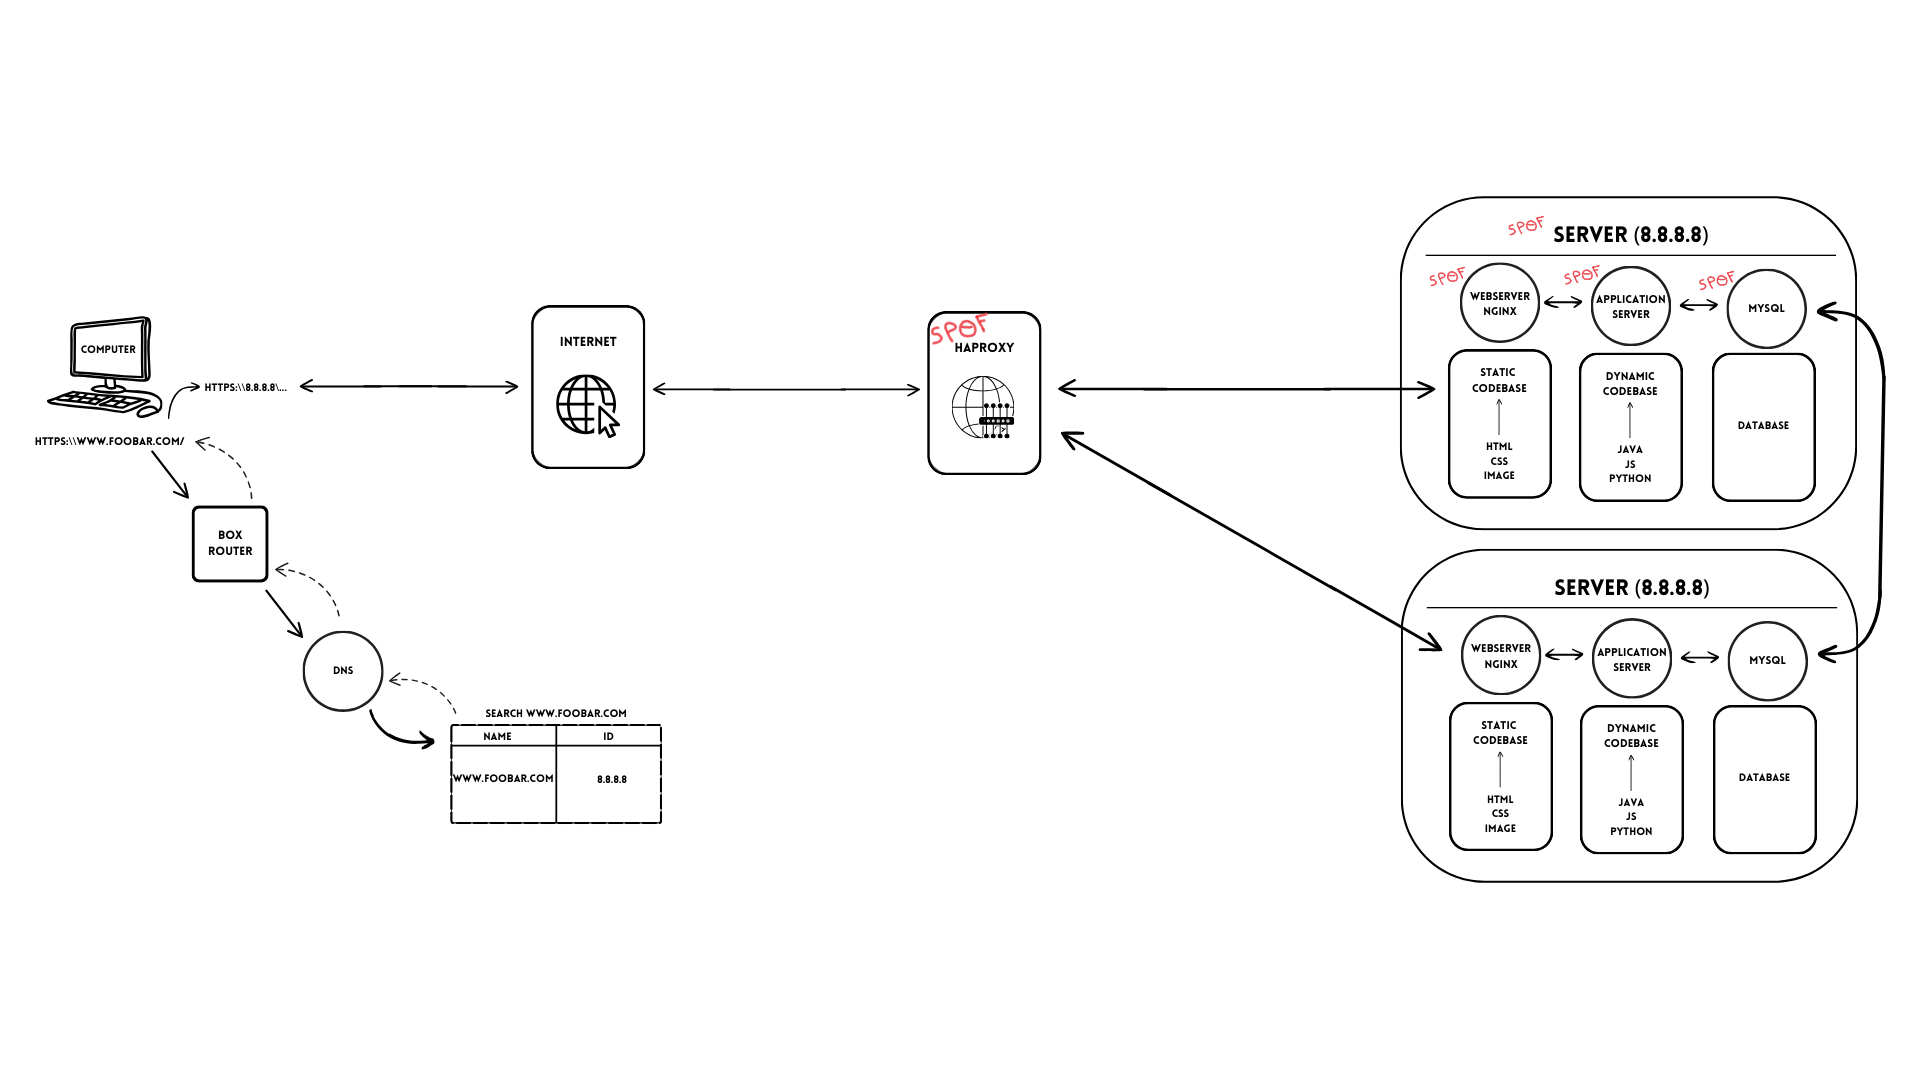 COMPUTER
HTTPS:\\8.8.8.8\...
HTTPS:\\WWW.FOOBAR.COM/
BOX
ROUTER
DNS
SEARCH WWW.FOOBAR.COM
NAME ID
WWW.FOOBAR.COM 8.8.8.8
INTERNET
SPOF
HAPROXY
SPOF
SERVER (8.8.8.8)
SPOF
WEBSERVER
NGINX
SPOF
APPLICATION
SERVER
SPOF
MYSQL
STATIC
CODEBASE
HTML
CSS
IMAGE
DYNAMIC
CODEBASE
JAVA
JS
PYTHON
DATABASE
SERVER (8.8.8.8)
WEBSERVER
NGINX
APPLICATION
SERVER
MYSQL
STATIC
CODEBASE
HTML
CSS
IMAGE
DYNAMIC
CODEBASE
JAVA
JS
PYTHON
DATABASE